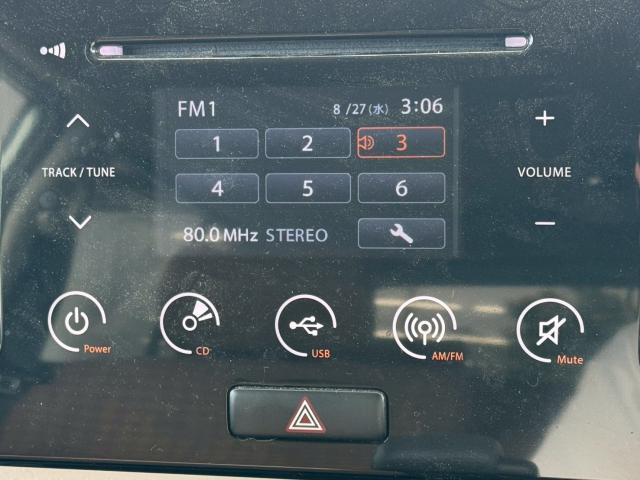 FM1 8/27(水) 3:06
1 2 3
TRACK / TUNE
VOLUME
4 5 6
80.0 MHz STEREO
Power
CD
USB
AM/FM
Mute